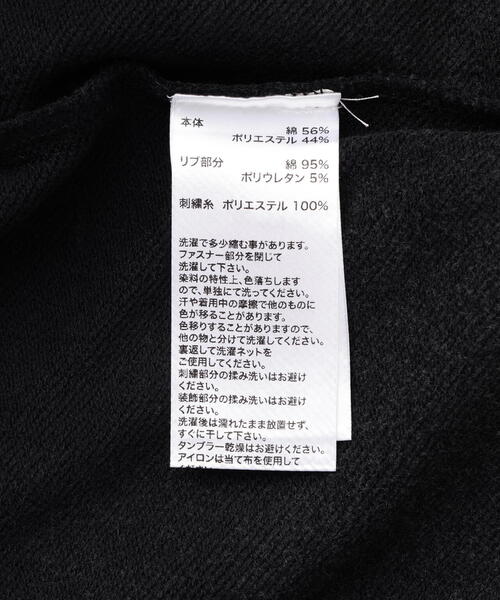 本体
綿 56%
ポリエステル 44%
リブ部分 綿 95%
ポリウレタン 5%
刺繍糸 ポリエステル 100%
洗濯で多少縮む事があります。
ファスナー部分を閉じて
洗濯して下さい。
染料の特性上、色落ちします
ので、単独にて洗ってください。
汗や着用中の摩擦で他のものに
色が移ることがあります。
色移りすることがありますので、
他の物と分けて洗濯してください。
裏返して洗濯ネットを
ご使用してください。
刺繍部分の揉み洗いはお避け
ください。
装飾部分の揉み洗いはお避け
ください。
洗濯後は濡れたまま放置せず、
すぐに干して下さい。
タンブラー乾燥はお避けください。
アイロンは当て布を使用して
ください。